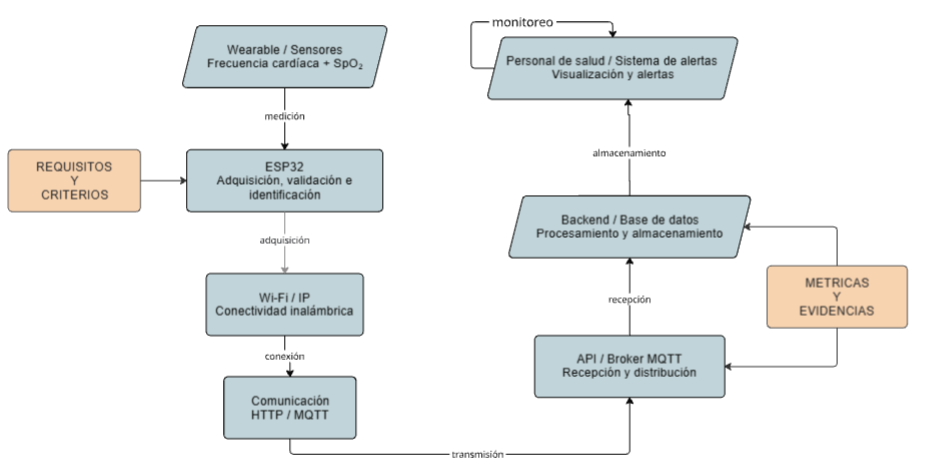 Wearable / Sensores
Frecuencia cardíaca + SpO₂
medición
REQUISITOS
Y
CRITERIOS
ESP32
Adquisición, validación e
identificación
adquisición
Wi-Fi / IP
Conectividad inalámbrica
conexión
Comunicación
HTTP / MQTT
transmisión
API / Broker MQTT
Recepción y distribución
recepción
METRICAS
Y
EVIDENCIAS
Backend / Base de datos
Procesamiento y almacenamiento
almacenamiento
Personal de salud / Sistema de alertas
Visualización y alertas
monitoreo